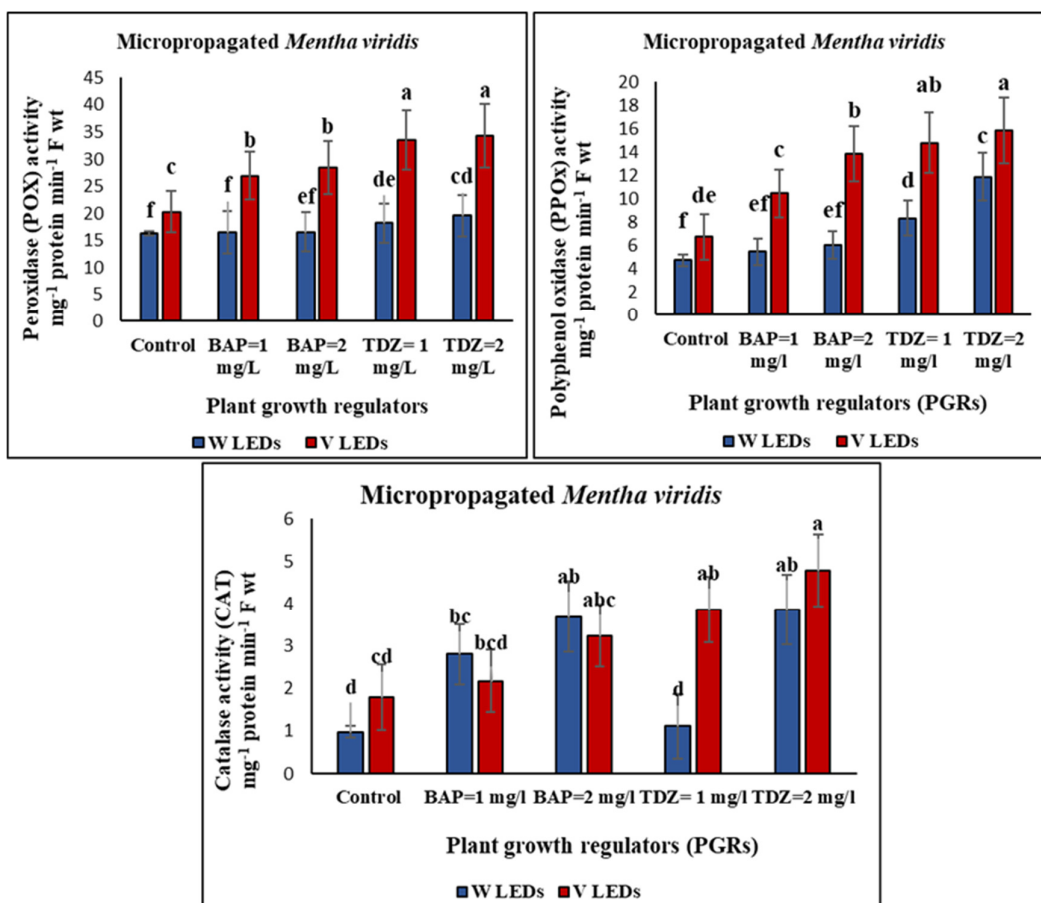 Micropropagated Mentha viridis
Peroxidase (POX) activity
mg-1 protein min-1 F wt
45
40
35
30
25
20
15
10
5
0
f c f b ef b de a cd a
Control BAP=1 mg/L BAP=2 mg/L TDZ= 1 mg/L TDZ=2 mg/L
Plant growth regulators
W LEDs V LEDs
Micropropagated Mentha viridis
Polyphenol oxidase (PPOx) activity
mg-1 protein min-1 F wt
20
18
16
14
12
10
8
6
4
2
0
f de ef c ef b d ab c a
Control BAP=1 mg/l BAP=2 mg/l TDZ= 1 mg/l TDZ=2 mg/l
Plant growth regulators (PGRs)
W LEDs V LEDs
Micropropagated Mentha viridis
Catalase activity (CAT)
mg-1 protein min-1 F wt
6
5
4
3
2
1
0
d cd bc bcd ab abc d ab ab a
Control BAP=1 mg/l BAP=2 mg/l TDZ= 1 mg/l TDZ=2 mg/l
Plant growth regulators (PGRs)
W LEDs V LEDs